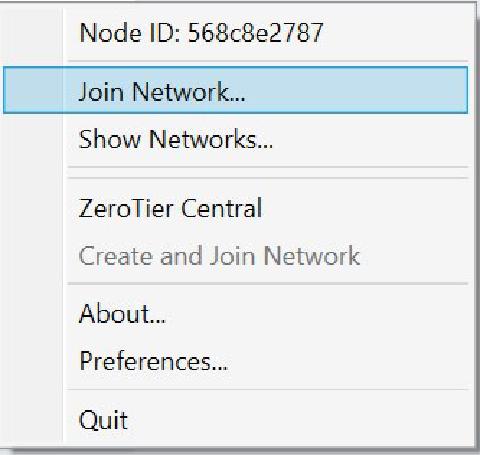 Node ID: 568c8e2787
Join Network...
Show Networks...
ZeroTier Central
Create and Join Network
About...
Preferences...
Quit